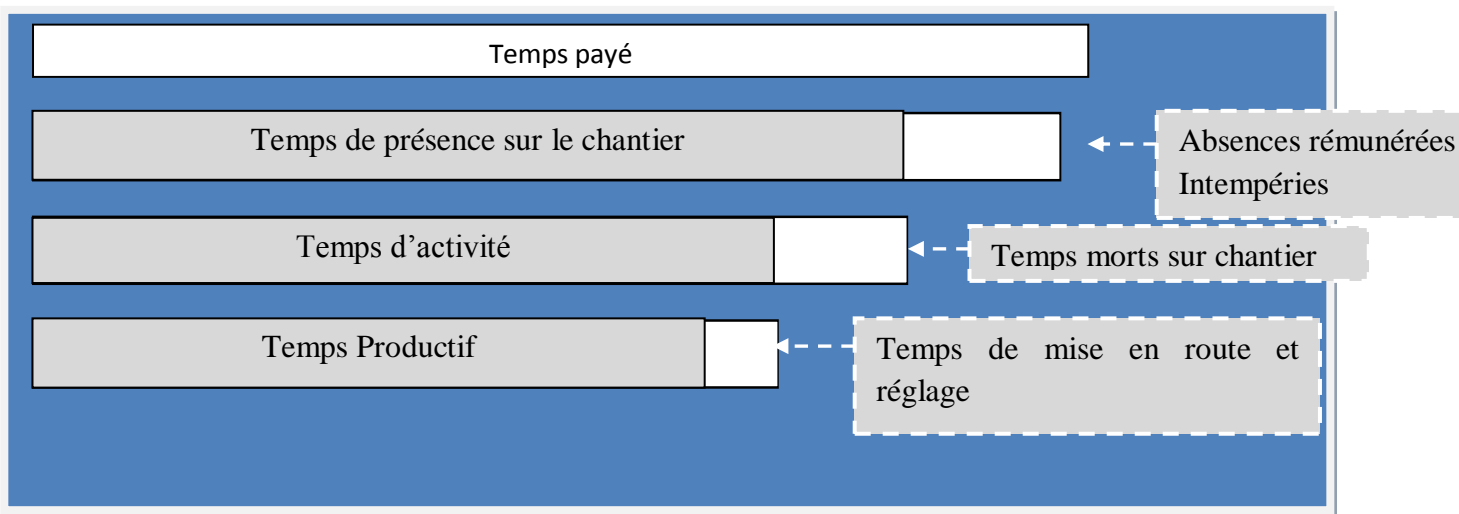 Temps payé
Temps de présence sur le chantier
Absences rémunérées
Intempéries
Temps d’activité
Temps morts sur chantier
Temps Productif
Temps de mise en route et
réglage